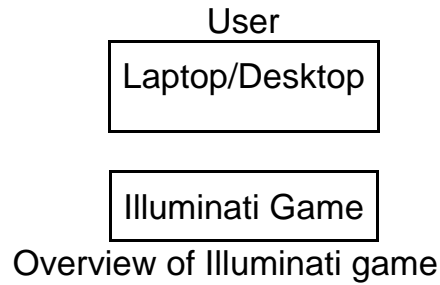 User
Laptop/Desktop
Illuminati Game
Overview of Illuminati game